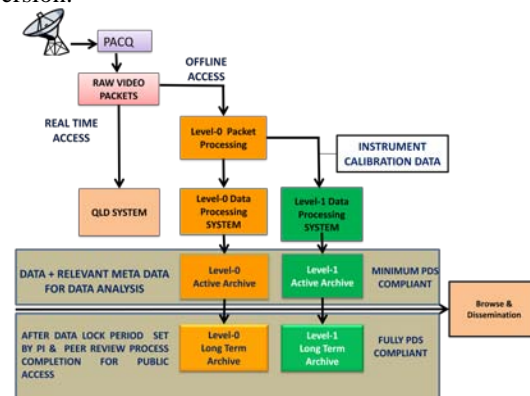 ersion.
PACQ
OFFLINE
ACCESS
RAW VIDEO
PACKETS
REAL TIME
ACCESS
Level-0 Packet
Processing
INSTRUMENT
CALIBRATION DATA
QLD SYSTEM
Level-0 Data
Processing
SYSTEM
Level-1 Data
Processing
SYSTEM
DATA + RELEVANT META DATA
FOR DATA ANALYSIS
Level-0
Active Archive
Level-1
Active Archive
MINIMUM PDS
COMPLIANT
Browse &
Dissemination
AFTER DATA LOCK PERIOD SET
BY PI & PEER REVIEW PROCESS
COMPLETION FOR PUBLIC
ACCESS
Level-0
Long Term
Archive
Level-1
Long Term
Archive
FULLY PDS
COMPLIANT